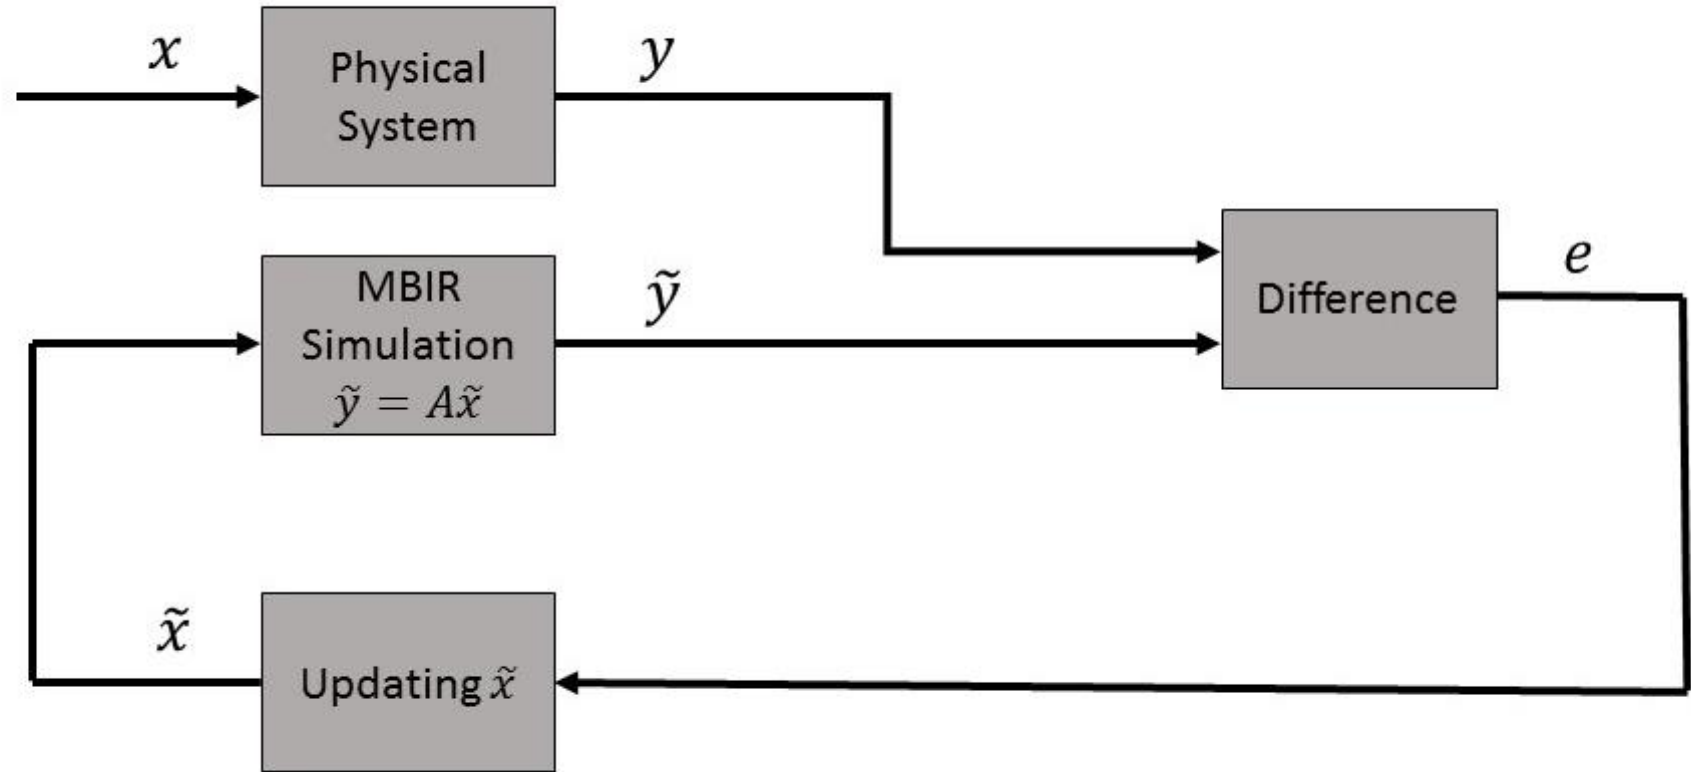 x
Physical
System
y
MBIR
Simulation
ỹ = Ax̃
ỹ
Difference
e
x̃
Updating x̃